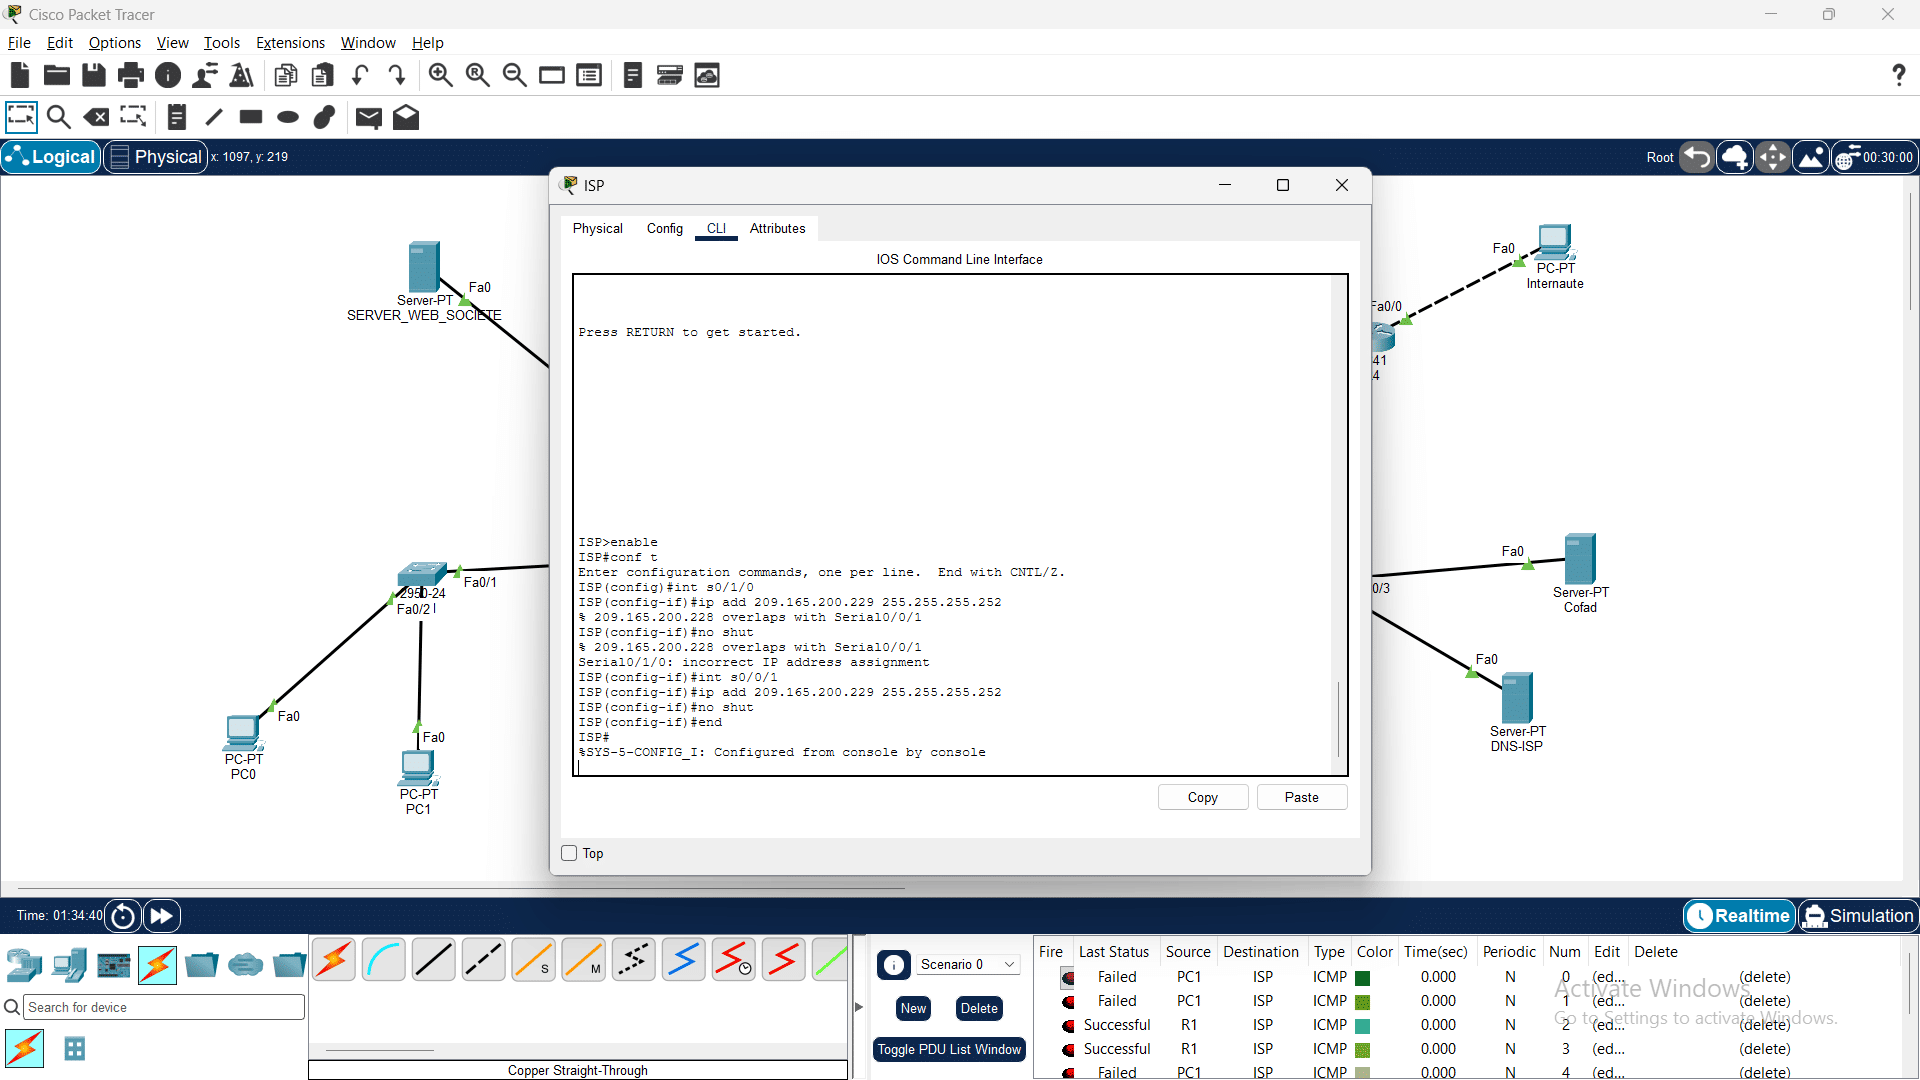 Cisco Packet Tracer
File Edit Options View Tools Extensions Window Help
Logical Physical x: 1097, y: 219 Root 00:30:00
ISP
Physical Config CLI Attributes
IOS Command Line Interface
Press RETURN to get started.
ISP>enable
ISP#conf t
Enter configuration commands, one per line. End with CNTL/Z.
ISP(config)#int s0/1/0
ISP(config-if)#ip add 209.165.200.229 255.255.255.252
% 209.165.200.228 overlaps with Serial0/0/1
ISP(config-if)#no shut
% 209.165.200.228 overlaps with Serial0/0/1
Serial0/1/0: incorrect IP address assignment
ISP(config-if)#int s0/0/1
ISP(config-if)#ip add 209.165.200.229 255.255.255.252
ISP(config-if)#no shut
ISP(config-if)#end
ISP#
%SYS-5-CONFIG_I: Configured from console by console
Copy Paste
Top
Fa0
Server-PT
SERVER_WEB_SOCIETE
Fa0/1
2950-24
Fa0/2
Fa0
PC-PT
PC0
Fa0
PC-PT
PC1
Fa0
PC-PT
Internaute
Fa0/0
41
4
Fa0
0/3
Server-PT
Cofad
Fa0
Server-PT
DNS-ISP
Time: 01:34:40 Realtime Simulation
Search for device
Copper Straight-Through
Scenario 0
New Delete
Toggle PDU List Window
Fire Last Status Source Destination Type Color Time(sec) Periodic Num Edit Delete
Failed PC1 ISP ICMP 0.000 N 0 (ed... (delete)
Failed PC1 ISP ICMP 0.000 N 1 (ed... (delete)
Successful R1 ISP ICMP 0.000 N 2 (ed... (delete)
Successful R1 ISP ICMP 0.000 N 3 (ed... (delete)
Failed PC1 ISP ICMP 0.000 N 4 (ed... (delete)
Activate Windows
Go to Settings to activate Windows.